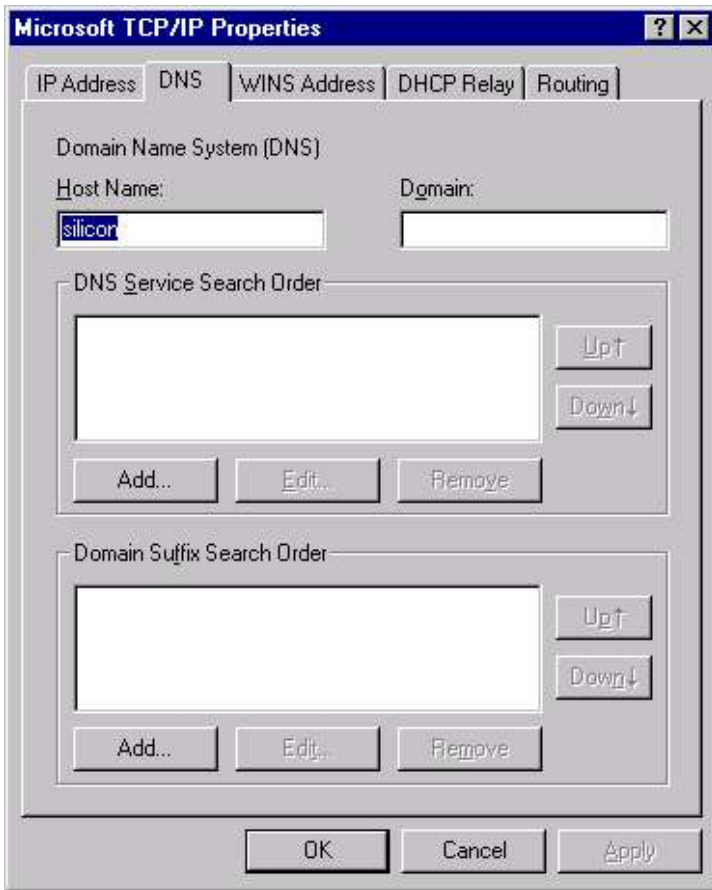 Microsoft TCP/IP Properties
? X
IP Address DNS WINS Address DHCP Relay Routing
Domain Name System (DNS)
Host Name: Domain:
silicon
DNS Service Search Order
Up↑
Down↓
Add... Edit... Remove
Domain Suffix Search Order
Up↑
Down↓
Add... Edit... Remove
OK Cancel Apply